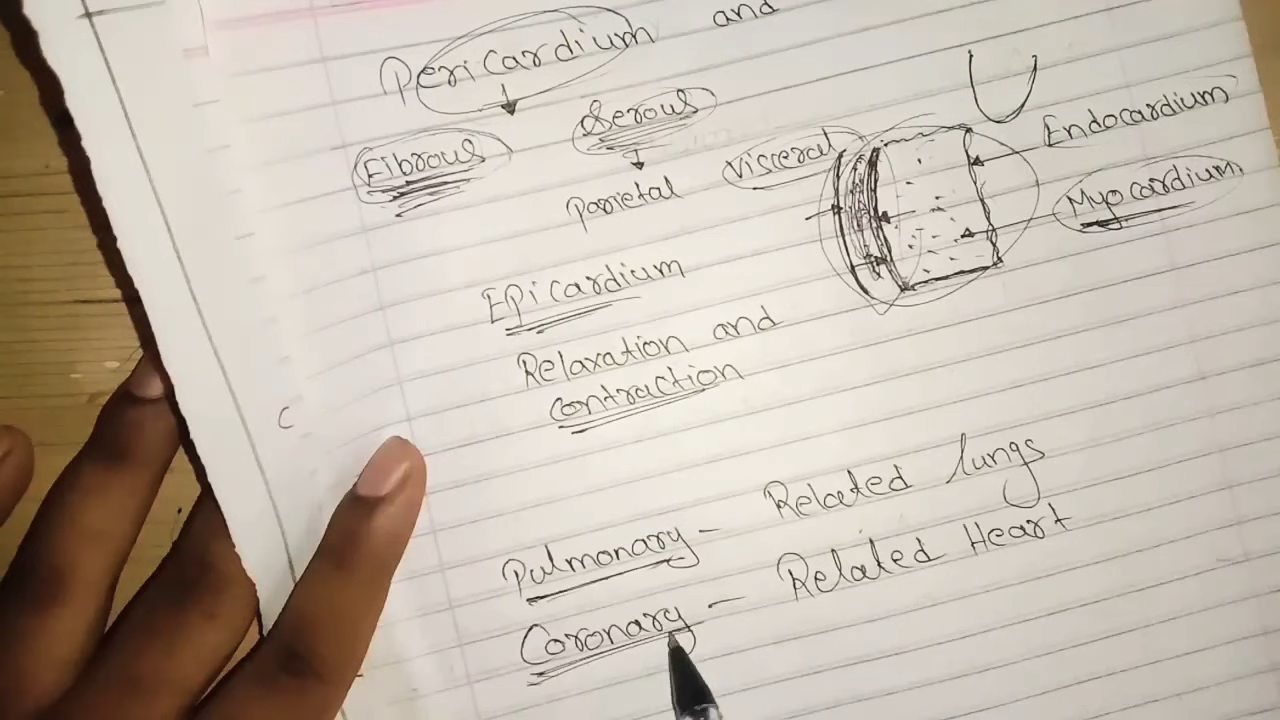 Pericardium and
Fibrous
Serous
Parietal
Visceral
Endocardium
Myocardium
Epicardium
Relaxation and
contraction
Pulmonary - Related lungs
Coronary - Related Heart
C